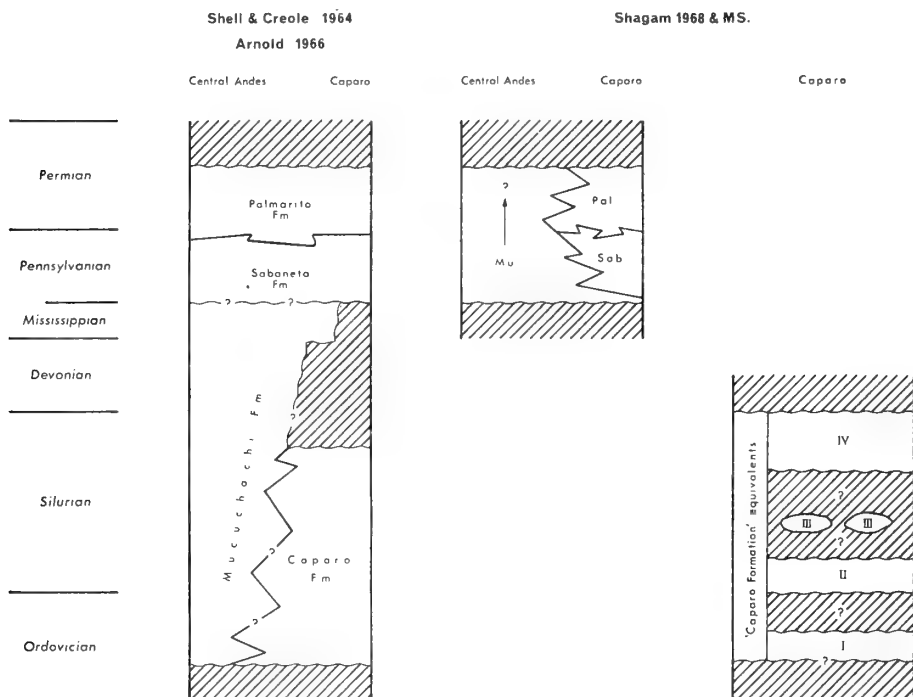 Shell & Creole 1964
Arnold 1966
Shagam 1968 & MS.
Central Andes
Caparo
Central Andes
Caparo
Caparo
Permian
Pennsylvanian
Mississippian
Devonian
Silurian
Ordovician
Palmarito
Fm
Sabaneta
Fm
? ?
?
Mucuchachi Fm
?
?
?
Caparo
Fm
?
Mu
Pal
Sab
'Caparo Formation' equivalents
IV
?
III III
?
II
?
I
?